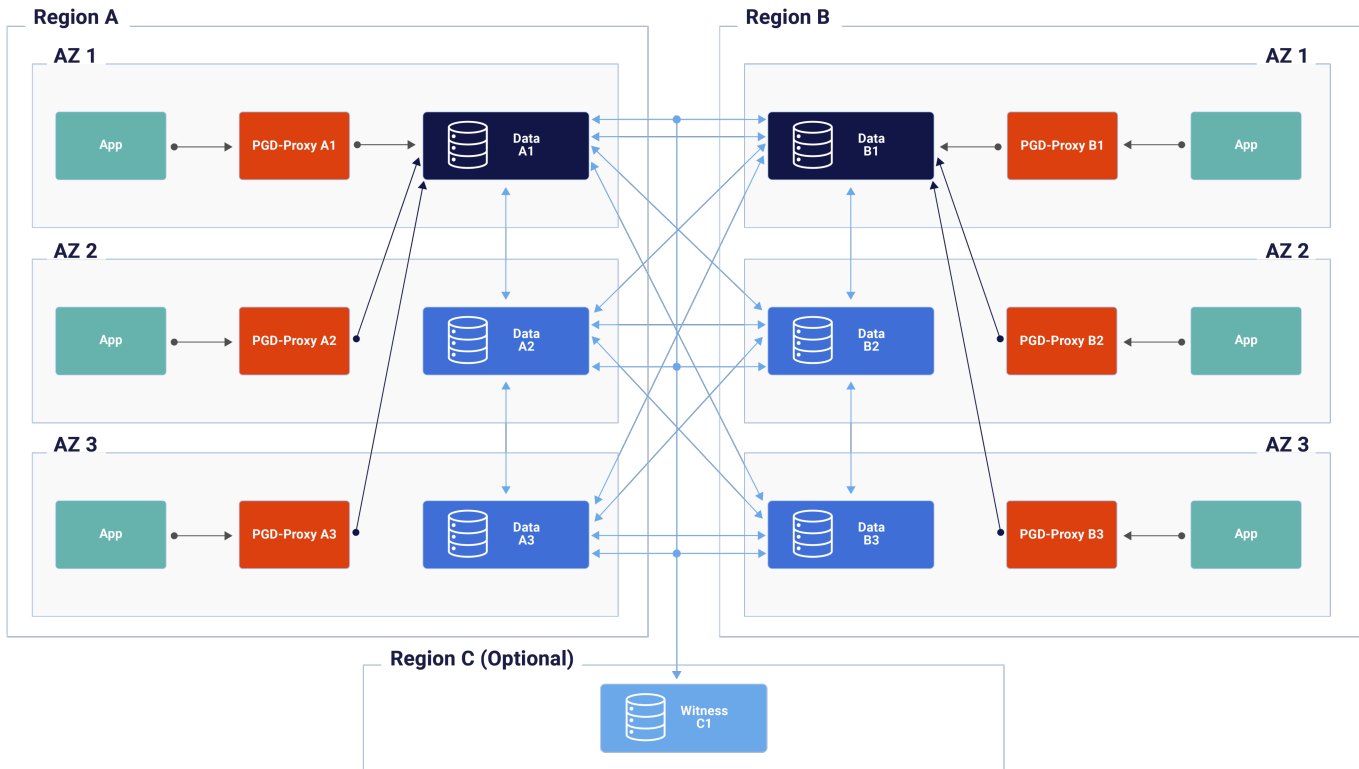 Region A
Region B
AZ 1
AZ 1
App
PGD-Proxy A1
Data
A1
Data
B1
PGD-Proxy B1
App
AZ 2
AZ 2
App
PGD-Proxy A2
Data
A2
Data
B2
PGD-Proxy B2
App
AZ 3
AZ 3
App
PGD-Proxy A3
Data
A3
Data
B3
PGD-Proxy B3
App
Region C (Optional)
Witness
C1